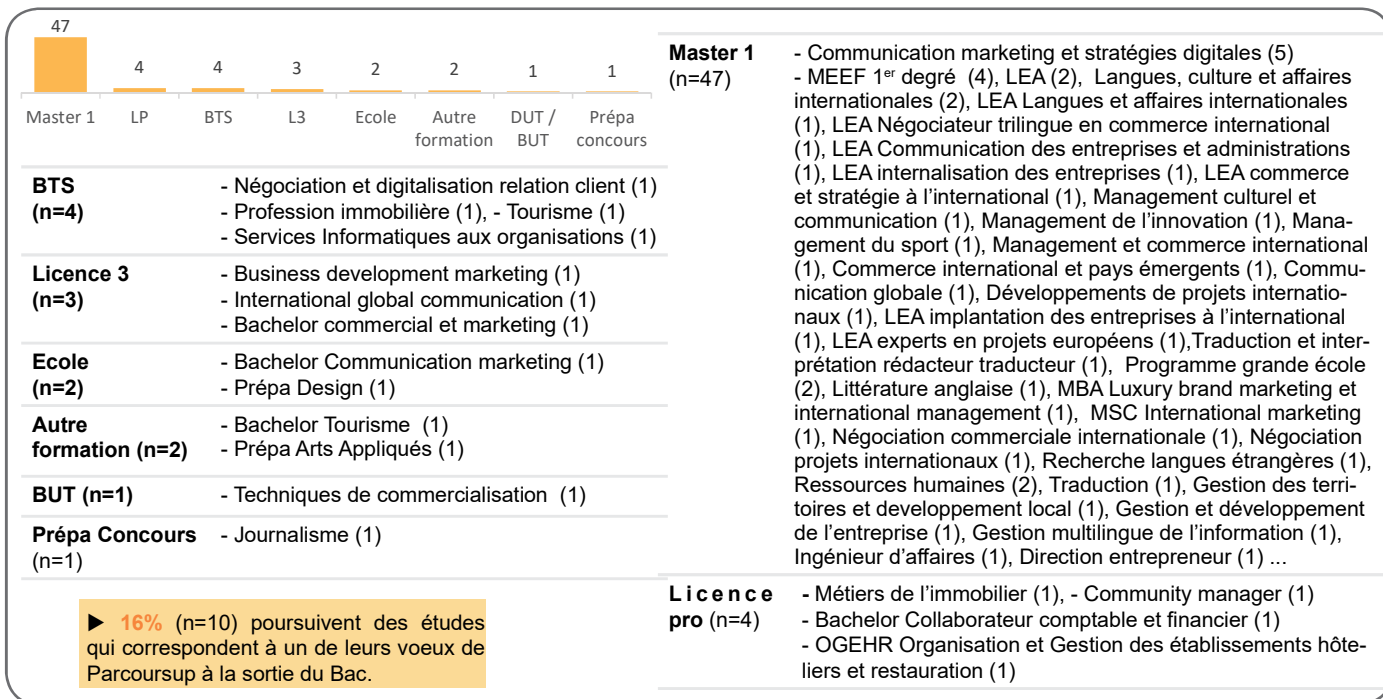 47
4
4
3
2
2
1
1
Master 1
LP
BTS
L3
Ecole
Autre
formation
DUT /
BUT
Prépa
concours
BTS
(n=4)
- Négociation et digitalisation relation client (1)
- Profession immobilière (1), - Tourisme (1)
- Services Informatiques aux organisations (1)
Licence 3
(n=3)
- Business development marketing (1)
- International global communication (1)
- Bachelor commercial et marketing (1)
Ecole
(n=2)
- Bachelor Communication marketing (1)
- Prépa Design (1)
Autre
formation (n=2)
- Bachelor Tourisme (1)
- Prépa Arts Appliqués (1)
BUT (n=1)
- Techniques de commercialisation (1)
Prépa Concours
(n=1)
- Journalisme (1)
▶ 16% (n=10) poursuivent des études
qui correspondent à un de leurs voeux de
Parcoursup à la sortie du Bac.
Master 1
(n=47)
- Communication marketing et stratégies digitales (5)
- MEEF 1er degré (4), LEA (2), Langues, culture et affaires
internationales (2), LEA Langues et affaires internationales
(1), LEA Négociateur trilingue en commerce international
(1), LEA Communication des entreprises et administrations
(1), LEA internalisation des entreprises (1), LEA commerce
et stratégie à l’international (1), Management culturel et
communication (1), Management de l’innovation (1), Mana-
gement du sport (1), Management et commerce international
(1), Commerce international et pays émergents (1), Commu-
nication globale (1), Développements de projets internatio-
naux (1), LEA implantation des entreprises à l’international
(1), LEA experts en projets européens (1),Traduction et inter-
prétation rédacteur traducteur (1), Programme grande école
(2), Littérature anglaise (1), MBA Luxury brand marketing et
international management (1), MSC International marketing
(1), Négociation commerciale internationale (1), Négociation
projets internationaux (1), Recherche langues étrangères (1),
Ressources humaines (2), Traduction (1), Gestion des terri-
toires et developpement local (1), Gestion et développement
de l’entreprise (1), Gestion multilingue de l’information (1),
Ingénieur d’affaires (1), Direction entrepreneur (1) ...
Licence
pro (n=4)
- Métiers de l’immobilier (1), - Community manager (1)
- Bachelor Collaborateur comptable et financier (1)
- OGEHR Organisation et Gestion des établissements hôte-
liers et restauration (1)